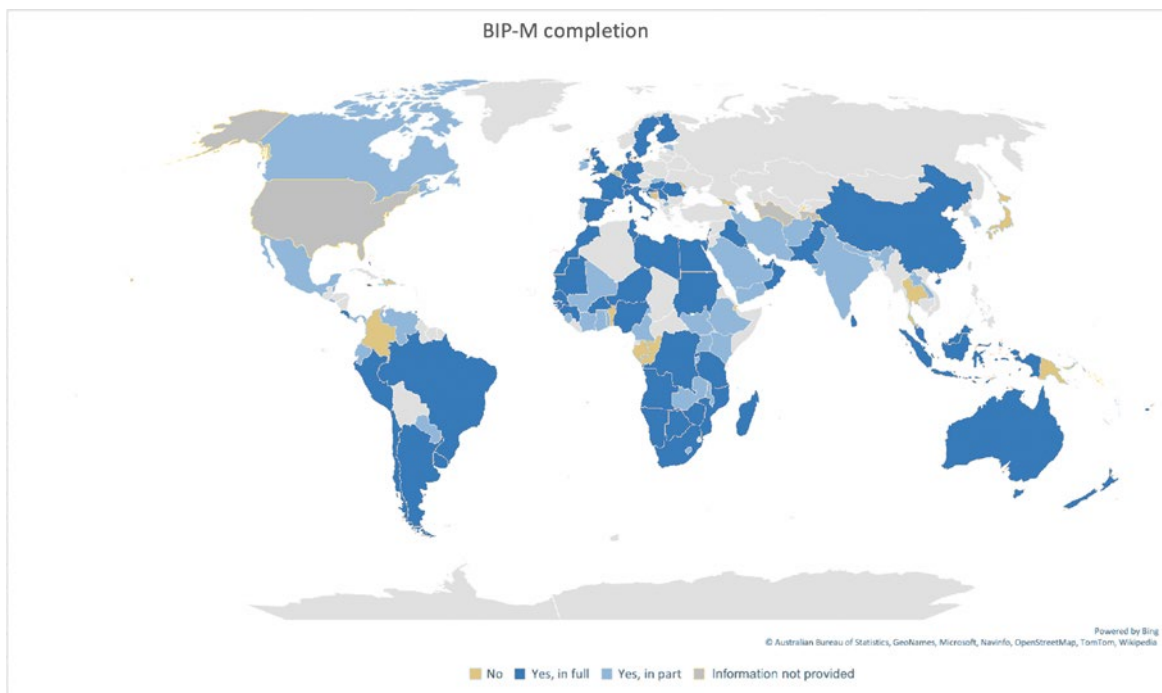 BIP-M completion
Powered by Bing
© Australian Bureau of Statistics, GeoNames, Microsoft, Navinfo, OpenStreetMap, TomTom, Wikipedia
No Yes, in full Yes, in part Information not provided